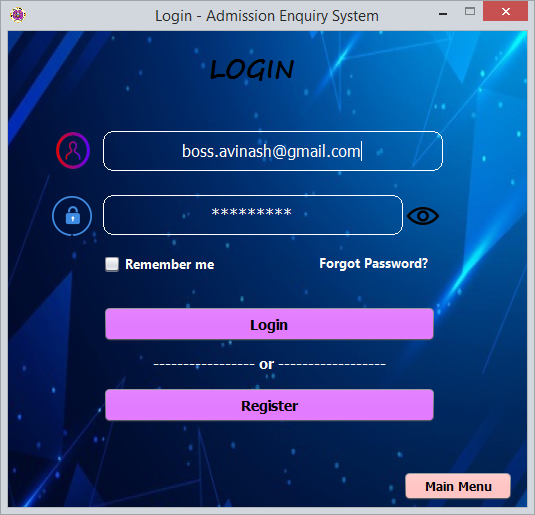 Login - Admission Enquiry System
LOGIN
boss.avinash@gmail.com
*********
Remember me Forgot Password?
Login
----------------- or ------------------
Register
Main Menu